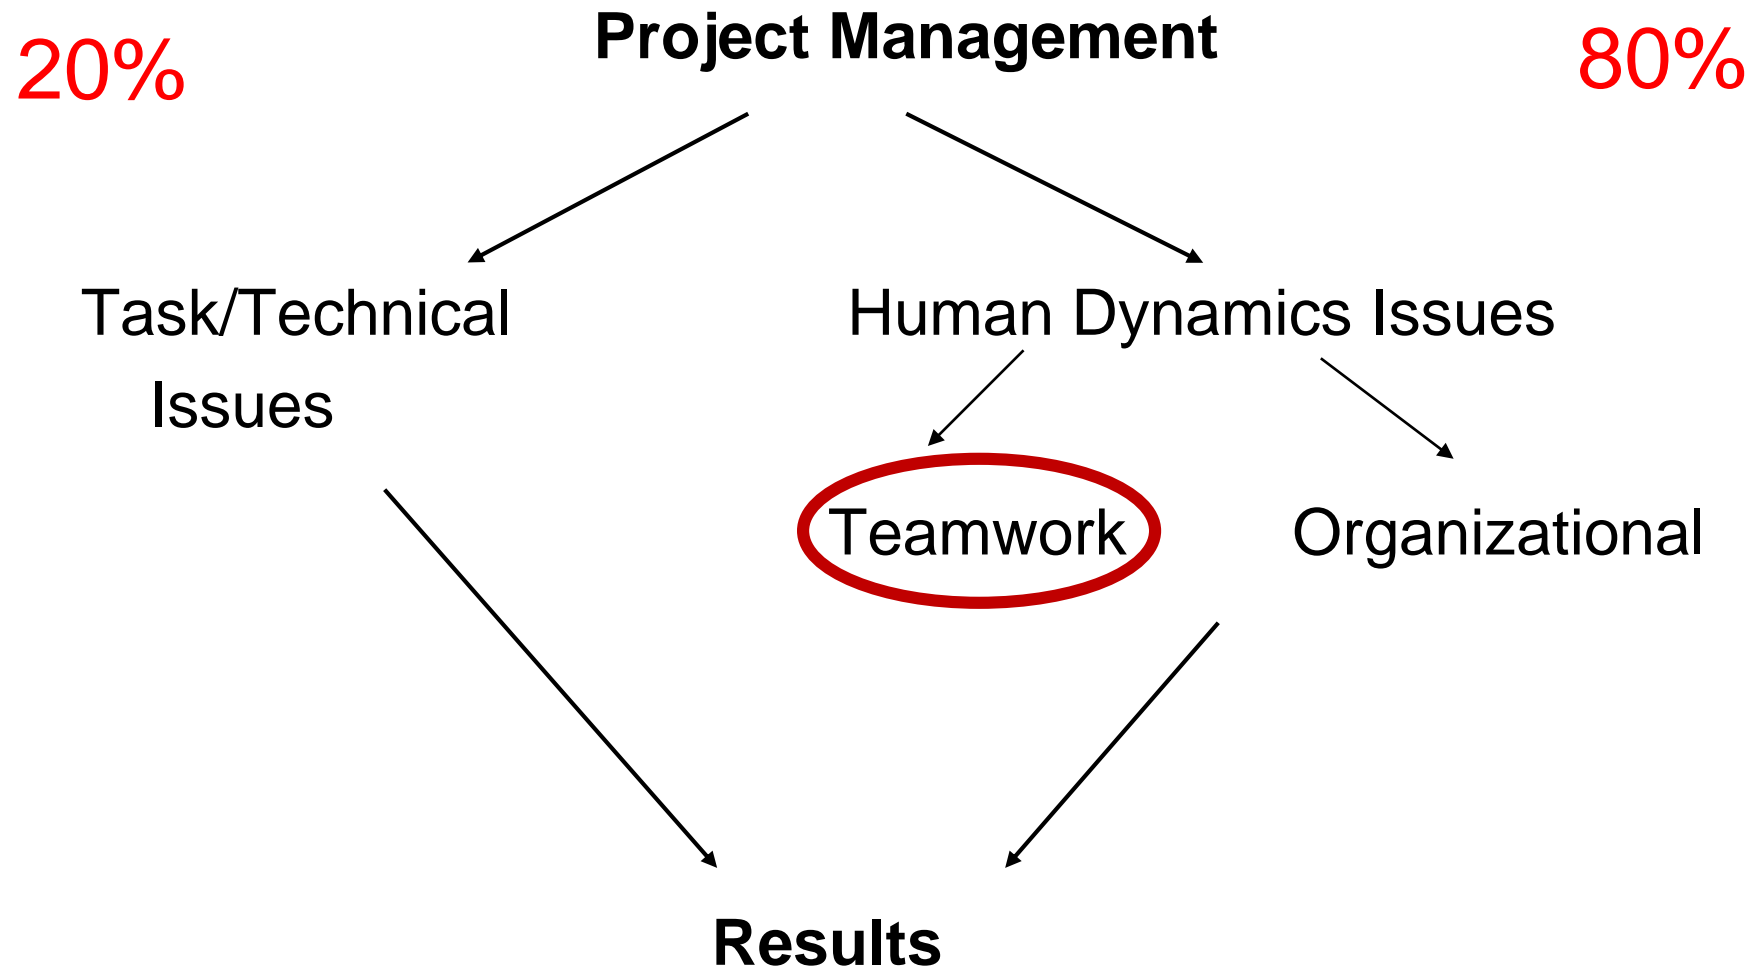 Project Management
20%
80%
Task/Technical
Issues
Human Dynamics Issues
Teamwork
Organizational
Results